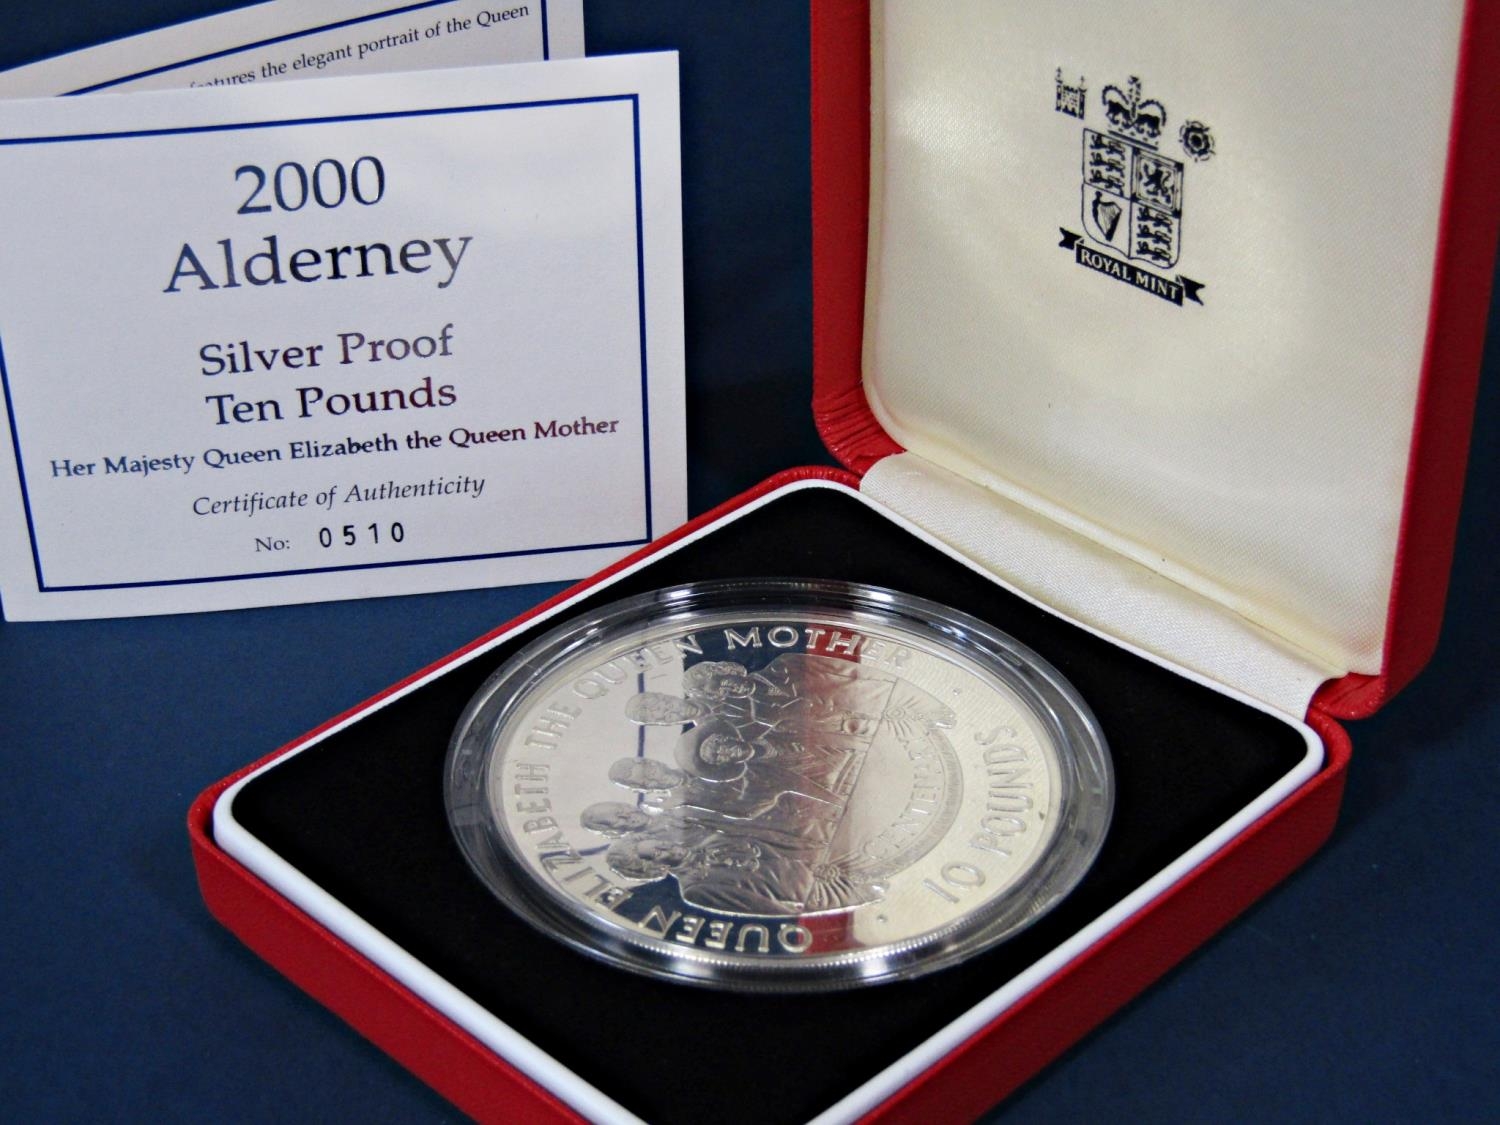 features the elegant portrait of the Queen
2000
Alderney
Silver Proof
Ten Pounds
Her Majesty Queen Elizabeth the Queen Mother
Certificate of Authenticity
No: 0510
ROYAL MINT
QUEEN ELIZABETH THE QUEEN MOTHER
CENTENARY
10 POUNDS